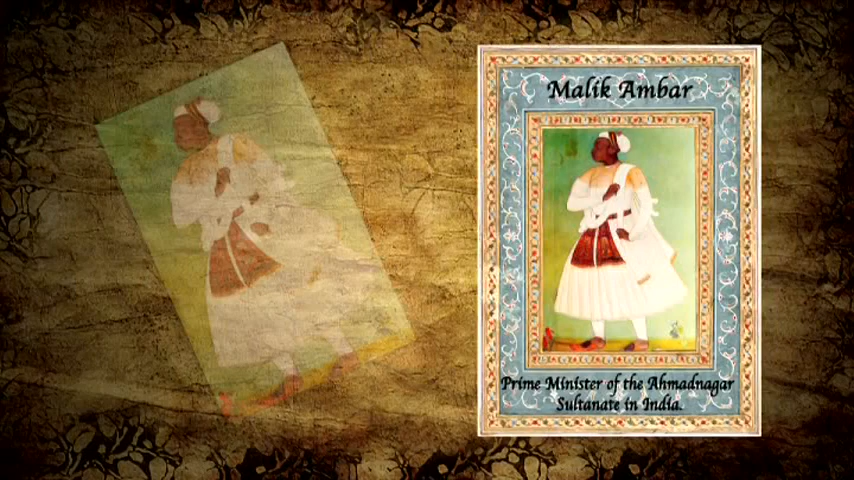 Malik Ambar
Prime Minister of the Ahmadnagar
Sultanate in India.